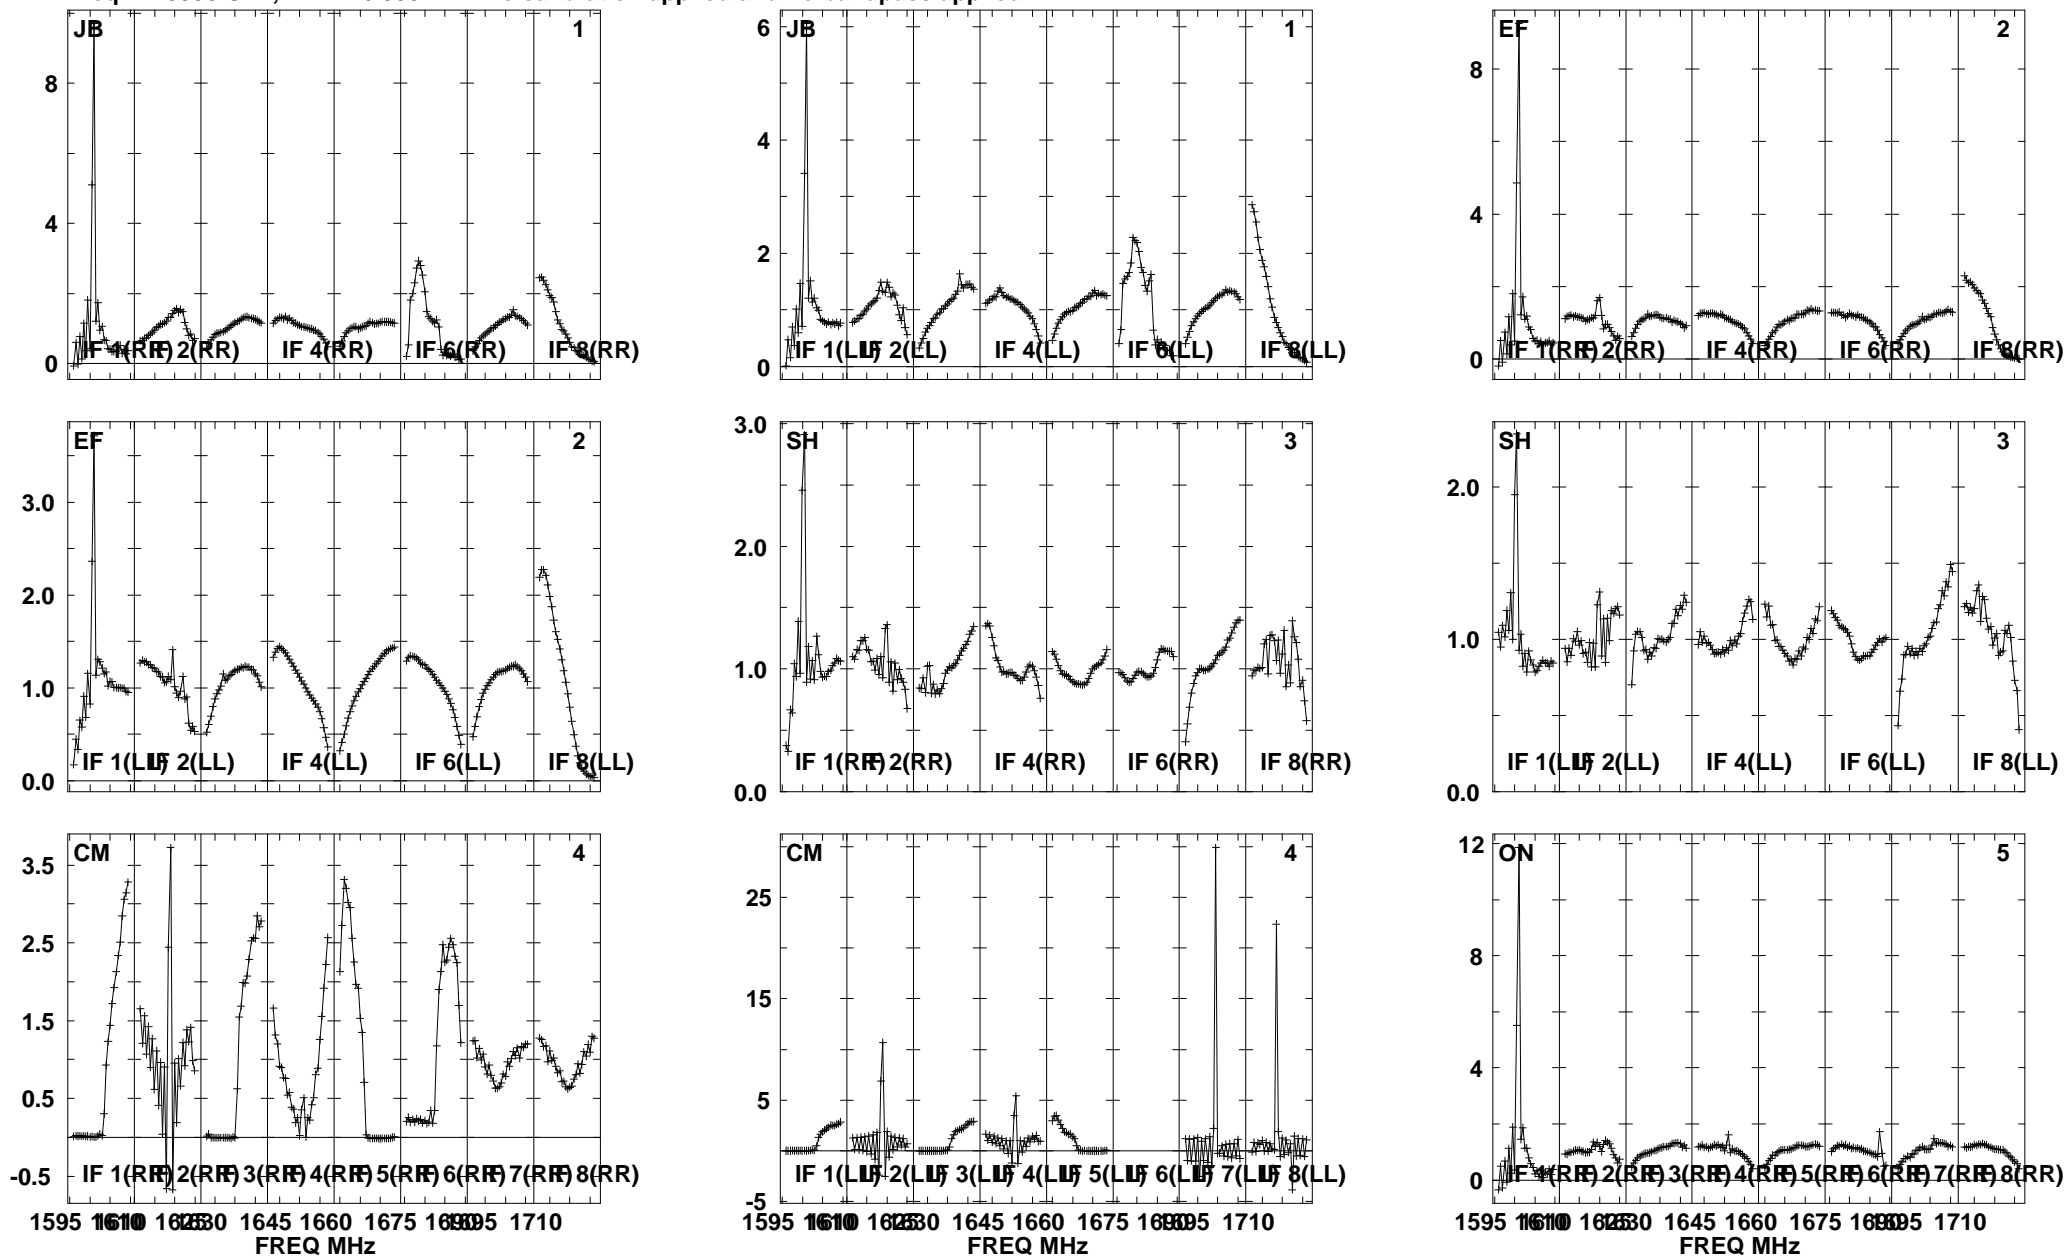 calibration applied and no bandpass applied
JB 1
8
4
0
IF 1(RR) IF 2(RR) IF 4(RR) IF 6(RR) IF 8(RR)
JB 1
6
4
2
0
IF 1(LL) IF 2(LL) IF 4(LL) IF 6(LL) IF 8(LL)
EF 2
8
4
0
IF 1(RR) IF 2(RR) IF 4(RR) IF 6(RR) IF 8(RR)
EF 2
3.0
2.0
1.0
0.0
IF 1(LL) IF 2(LL) IF 4(LL) IF 6(LL) IF 8(LL)
SH 3
3.0
2.0
1.0
0.0
IF 1(RR) IF 2(RR) IF 4(RR) IF 6(RR) IF 8(RR)
SH 3
2.0
1.0
0.0
IF 1(LL) IF 2(LL) IF 4(LL) IF 6(LL) IF 8(LL)
CM 4
3.5
2.5
1.5
0.5
-0.5
IF 1(RR) IF 2(RR) IF 3(RR) IF 4(RR) IF 5(RR) IF 6(RR) IF 7(RR) IF 8(RR)
1595 1610 1610 1625 1630 1645 1660 1675 1690 1695 1710
FREQ MHz
CM 4
25
15
5
-5
IF 1(LL) IF 2(LL) IF 3(LL) IF 4(LL) IF 5(LL) IF 6(LL) IF 7(LL) IF 8(LL)
1595 1610 1610 1625 1630 1645 1660 1675 1690 1695 1710
FREQ MHz
ON 5
12
8
4
0
IF 1(RR) IF 2(RR) IF 3(RR) IF 4(RR) IF 5(RR) IF 6(RR) IF 7(RR) IF 8(RR)
1595 1610 1610 1625 1630 1645 1660 1675 1690 1695 1710
FREQ MHz